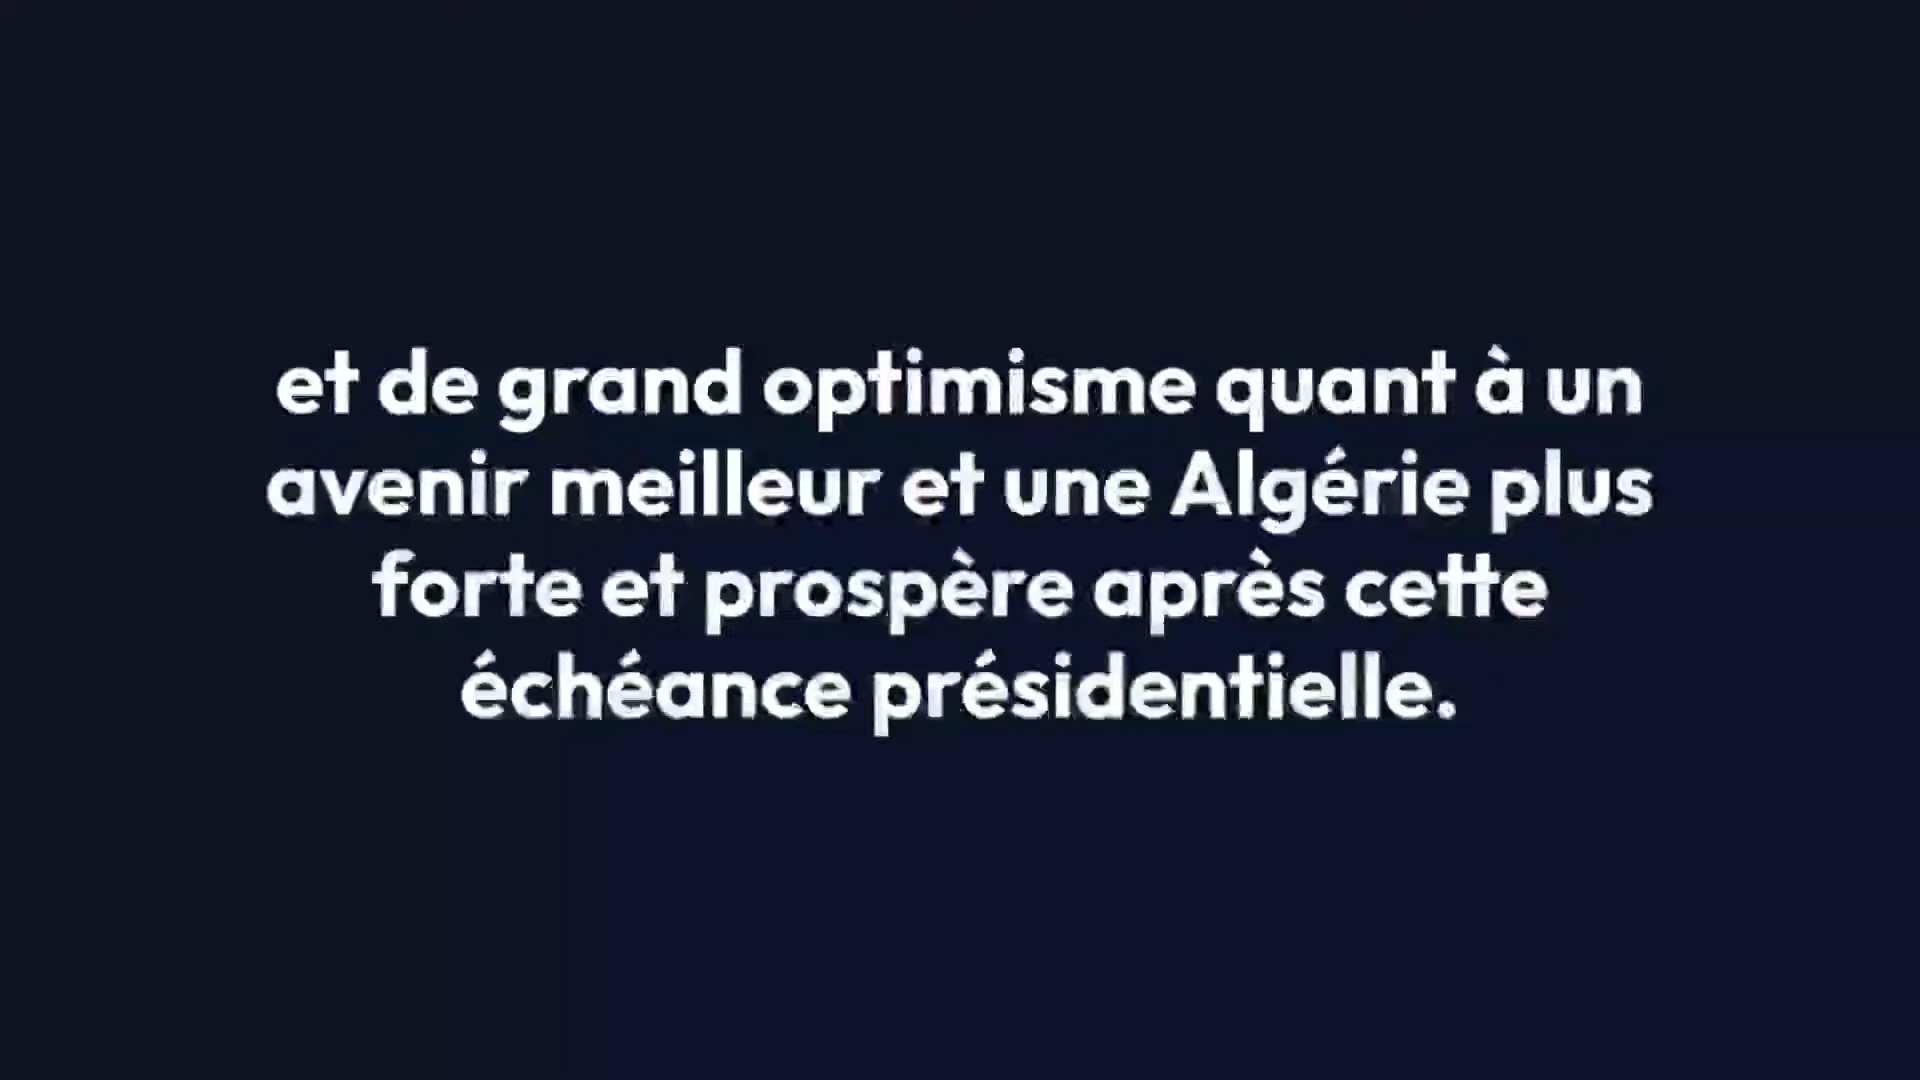 et de grand optimisme quant à un
avenir meilleur et une Algérie plus
forte et prospère après cette
échéance présidentielle.